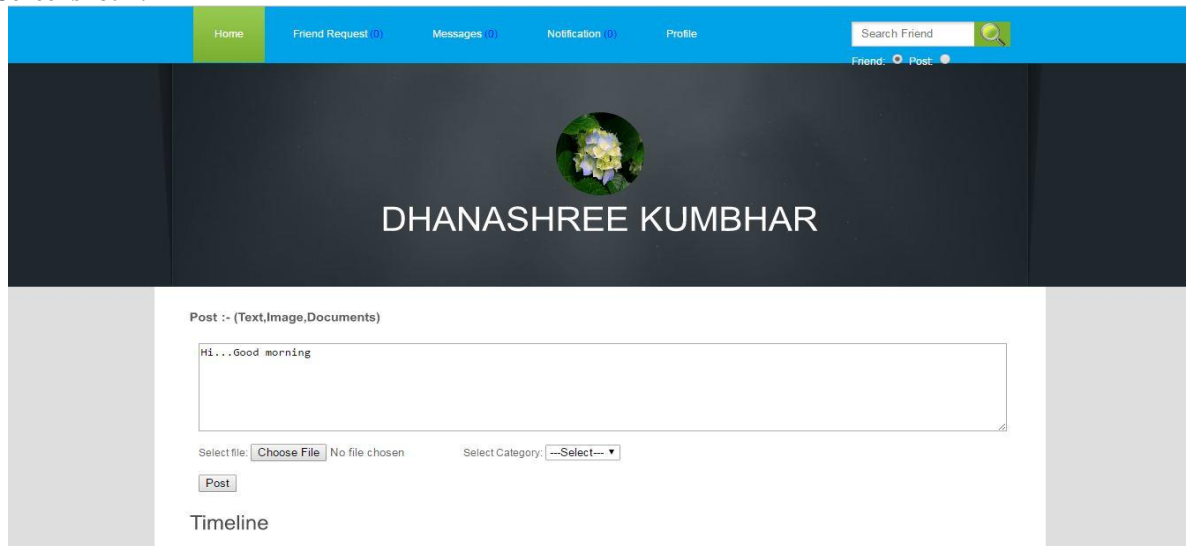 Home Friend Request (0) Messages (0) Notification (0) Profile Search Friend
Friend: Post:
DHANASHREE KUMBHAR
Post :- (Text,Image,Documents)
Hi...Good morning
Select file: Choose File No file chosen Select Category: ---Select---
Post
Timeline